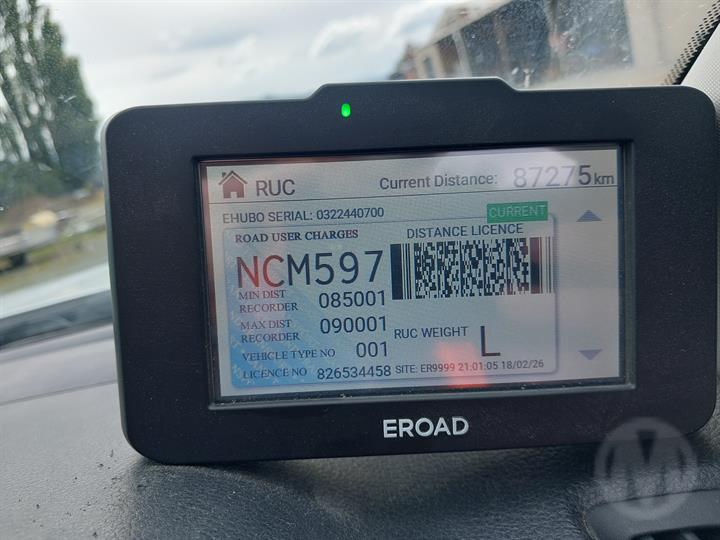 RUC Current Distance: 87275 km
EHUBO SERIAL: 0322440700 CURRENT
ROAD USER CHARGES DISTANCE LICENCE
NCM597
MIN DIST RECORDER 085001
MAX DIST RECORDER 090001
RUC WEIGHT L
VEHICLE TYPE NO 001
LICENCE NO 826534458 SITE: ER9999 21:01:05 18/02/26
EROAD
M